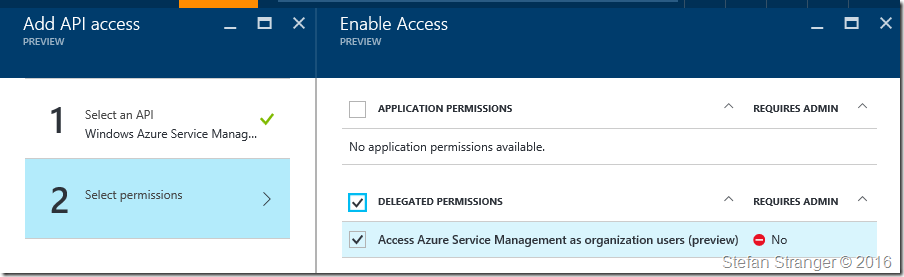 Add API access
PREVIEW
1
Select an API
Windows Azure Service Manag...
2
Select permissions
Enable Access
PREVIEW
APPLICATION PERMISSIONS
REQUIRES ADMIN
No application permissions available.
DELEGATED PERMISSIONS
REQUIRES ADMIN
Access Azure Service Management as organization users (preview)
No
Stefan Stranger © 2016